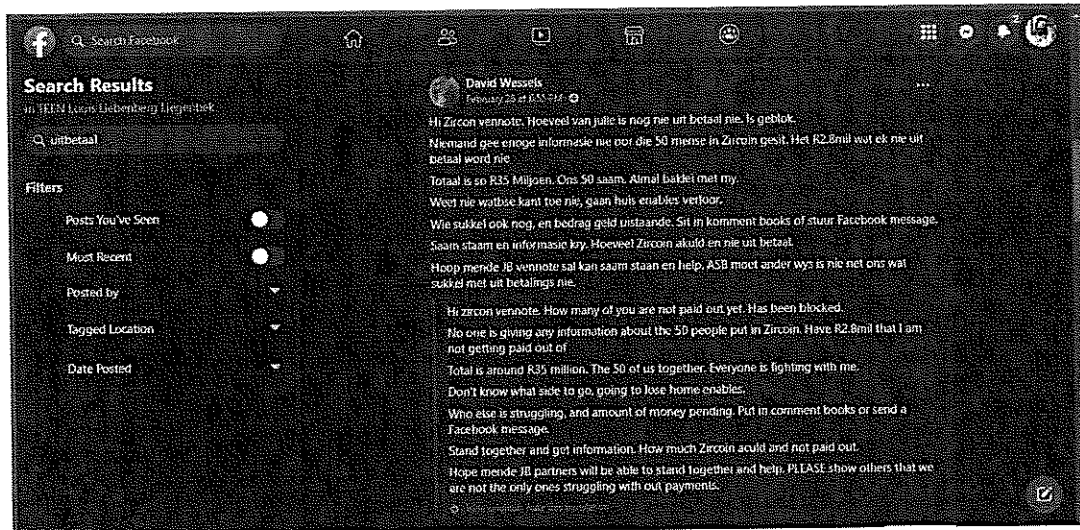 Search Facebook
2
Search Results
in TEEN Louis Liebenberg Liegenbek
uitbetaal
Filters
Posts You've Seen
Most Recent
Posted by
Tagged Location
Date Posted
David Wessels
February 26 at 6:55 PM
Hi Zircon vennote. Hoeveel van julle is nog nie uit betaal nie. Is geblok.
Niemand gee enoge informasie nie oor die 50 mense in Zircoin gesit. Het R2.8mil wat ek nie uit
betaal word nie
Totaal is so R35 Miljoen. Ons 50 saam. Almal baklei met my.
Weet nie watbse kant toe nie, gaan huis enables verloor.
Wie sukkel ook nog, en bedrag geld uistaande. Sit in komment books of stuur Facebook message.
Saam staam en informasie kry. Hoeveel Zircoin akuld en nie uit betaal.
Hoop mende JB vennote sal kan saam staan en help. ASB moet ander wys is nie net ons wat
sukkel met uit betalings nie.
Hi zircon vennote. How many of you are not paid out yet. Has been blocked.
No one is giving any information about the 50 people put in Zircoin. Have R2.8mil that I am
not getting paid out of
Total is around R35 million. The 50 of us together. Everyone is fighting with me.
Don't know what side to go, going to lose home enables.
Who else is struggling, and amount of money pending. Put in comment books or send a
Facebook message.
Stand together and get information. How much Zircoin aculd and not paid out.
Hope mende JB partners will be able to stand together and help. PLEASE show others that we
are not the only ones struggling with out payments.